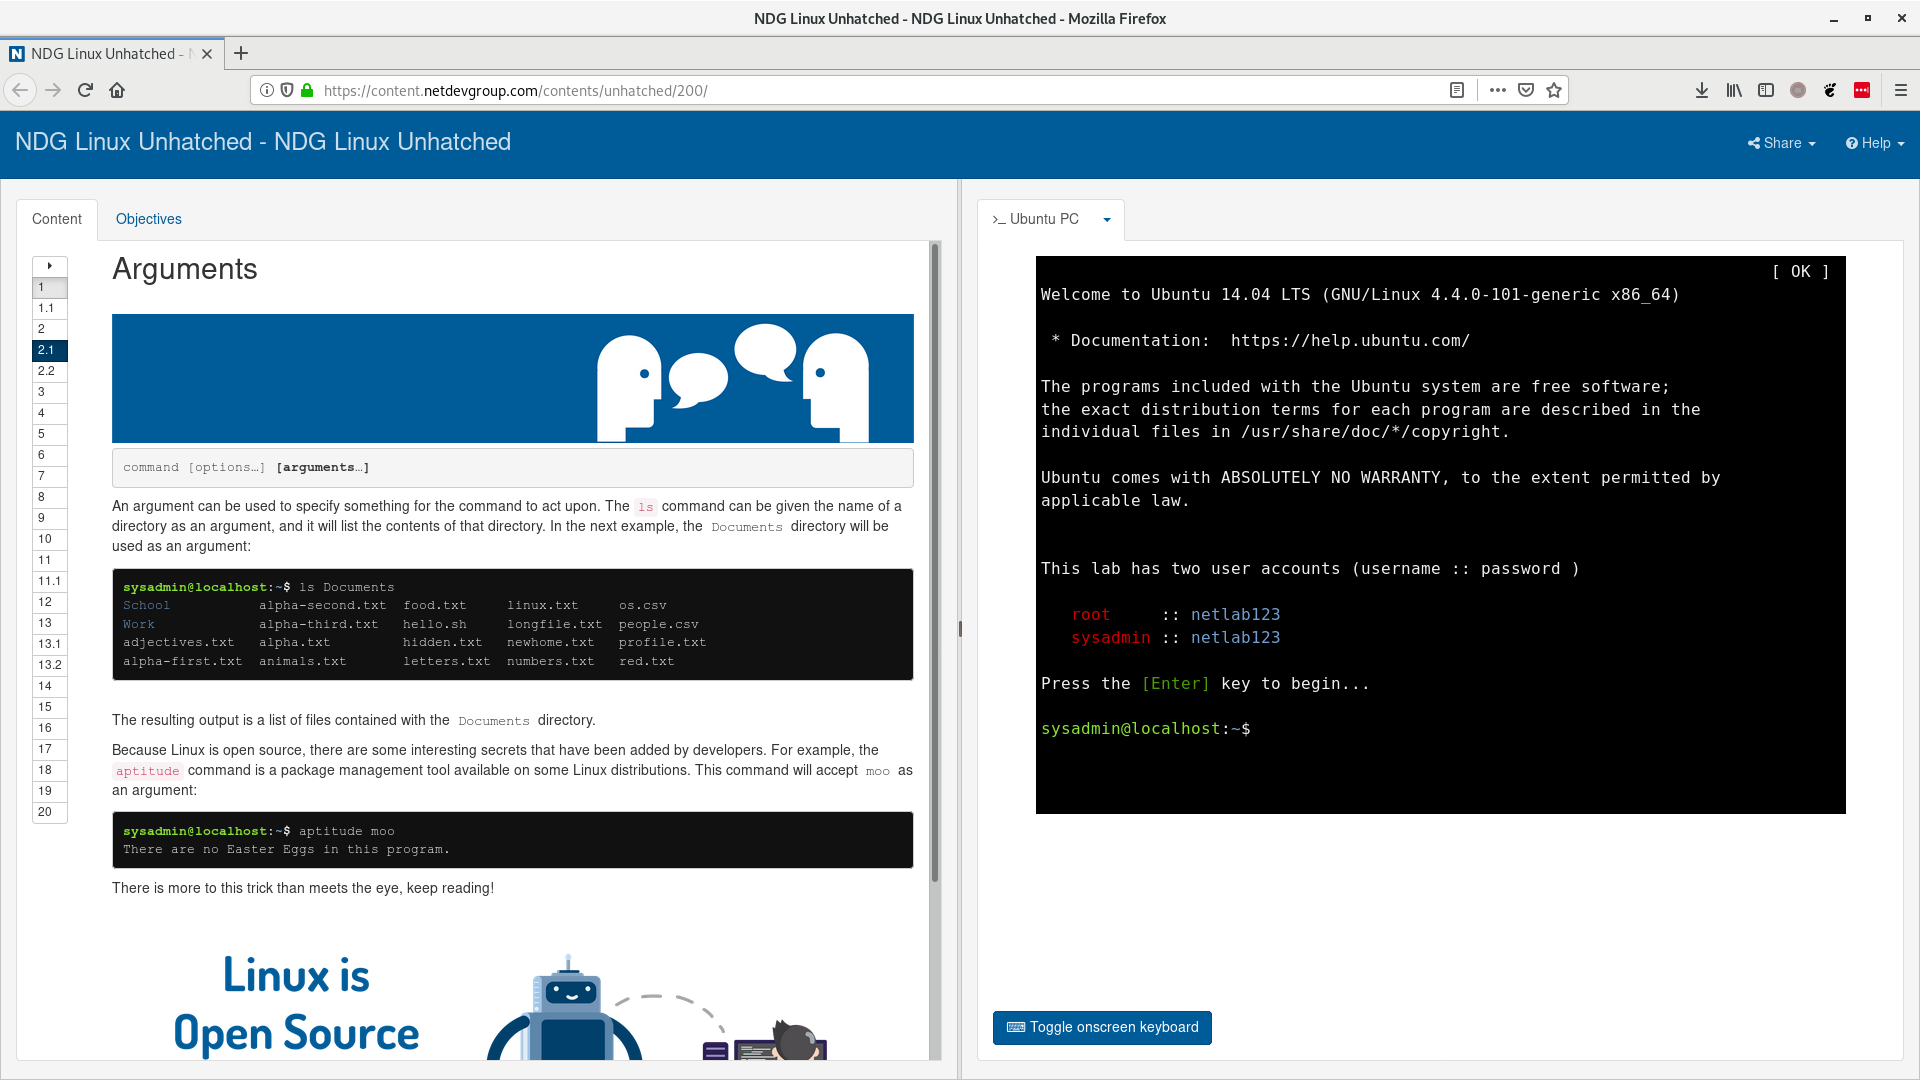 NDG Linux Unhatched - NDG Linux Unhatched - Mozilla Firefox
NDG Linux Unhatched -
https://content.netdevgroup.com/contents/unhatched/200/
NDG Linux Unhatched - NDG Linux Unhatched
Share
Help
Content
Objectives
1
1.1
2
2.1
2.2
3
4
5
6
7
8
9
10
11
11.1
12
13
13.1
13.2
14
15
16
17
18
19
20
Arguments
command [options…] [arguments…]
An argument can be used to specify something for the command to act upon. The ls command can be given the name of a
directory as an argument, and it will list the contents of that directory. In the next example, the Documents directory will be
used as an argument:
sysadmin@localhost:~$ ls Documents
School alpha-second.txt food.txt linux.txt os.csv
Work alpha-third.txt hello.sh longfile.txt people.csv
adjectives.txt alpha.txt hidden.txt newhome.txt profile.txt
alpha-first.txt animals.txt letters.txt numbers.txt red.txt
The resulting output is a list of files contained with the Documents directory.
Because Linux is open source, there are some interesting secrets that have been added by developers. For example, the
aptitude command is a package management tool available on some Linux distributions. This command will accept moo as
an argument:
sysadmin@localhost:~$ aptitude moo
There are no Easter Eggs in this program.
There is more to this trick than meets the eye, keep reading!
Linux is
Open Source
>_ Ubuntu PC
[ OK ]
Welcome to Ubuntu 14.04 LTS (GNU/Linux 4.4.0-101-generic x86_64)
* Documentation: https://help.ubuntu.com/
The programs included with the Ubuntu system are free software;
the exact distribution terms for each program are described in the
individual files in /usr/share/doc/*/copyright.
Ubuntu comes with ABSOLUTELY NO WARRANTY, to the extent permitted by
applicable law.
This lab has two user accounts (username :: password )
root :: netlab123
sysadmin :: netlab123
Press the [Enter] key to begin...
sysadmin@localhost:~$
Toggle onscreen keyboard